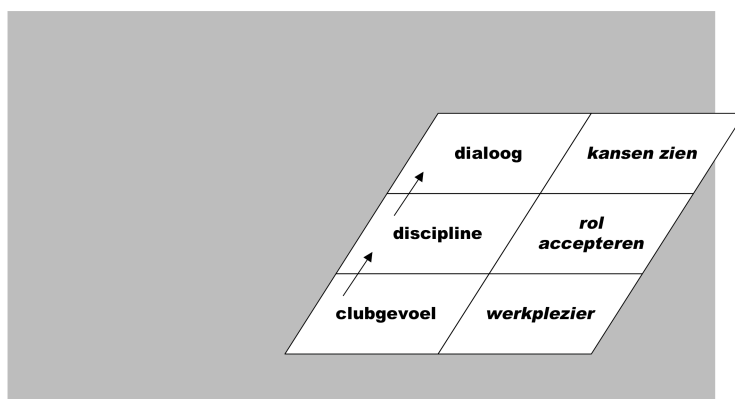 dialoog
kansen zien
discipline
rol
accepteren
clubgevoel
werkplezier